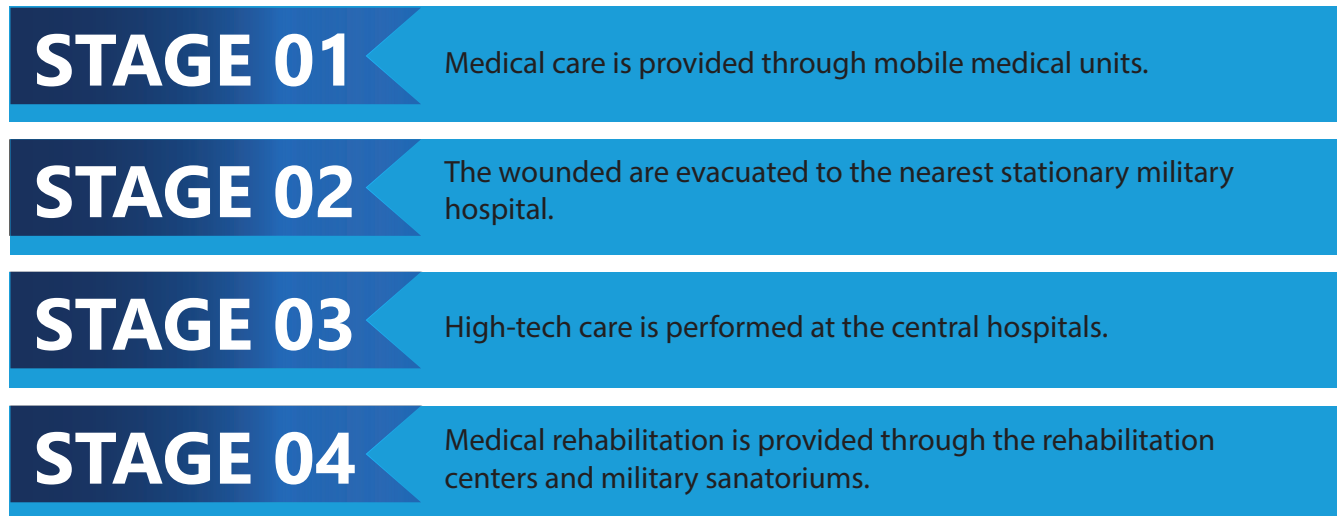 STAGE 01
Medical care is provided through mobile medical units.
STAGE 02
The wounded are evacuated to the nearest stationary military
hospital.
STAGE 03
High-tech care is performed at the central hospitals.
STAGE 04
Medical rehabilitation is provided through the rehabilitation
centers and military sanatoriums.